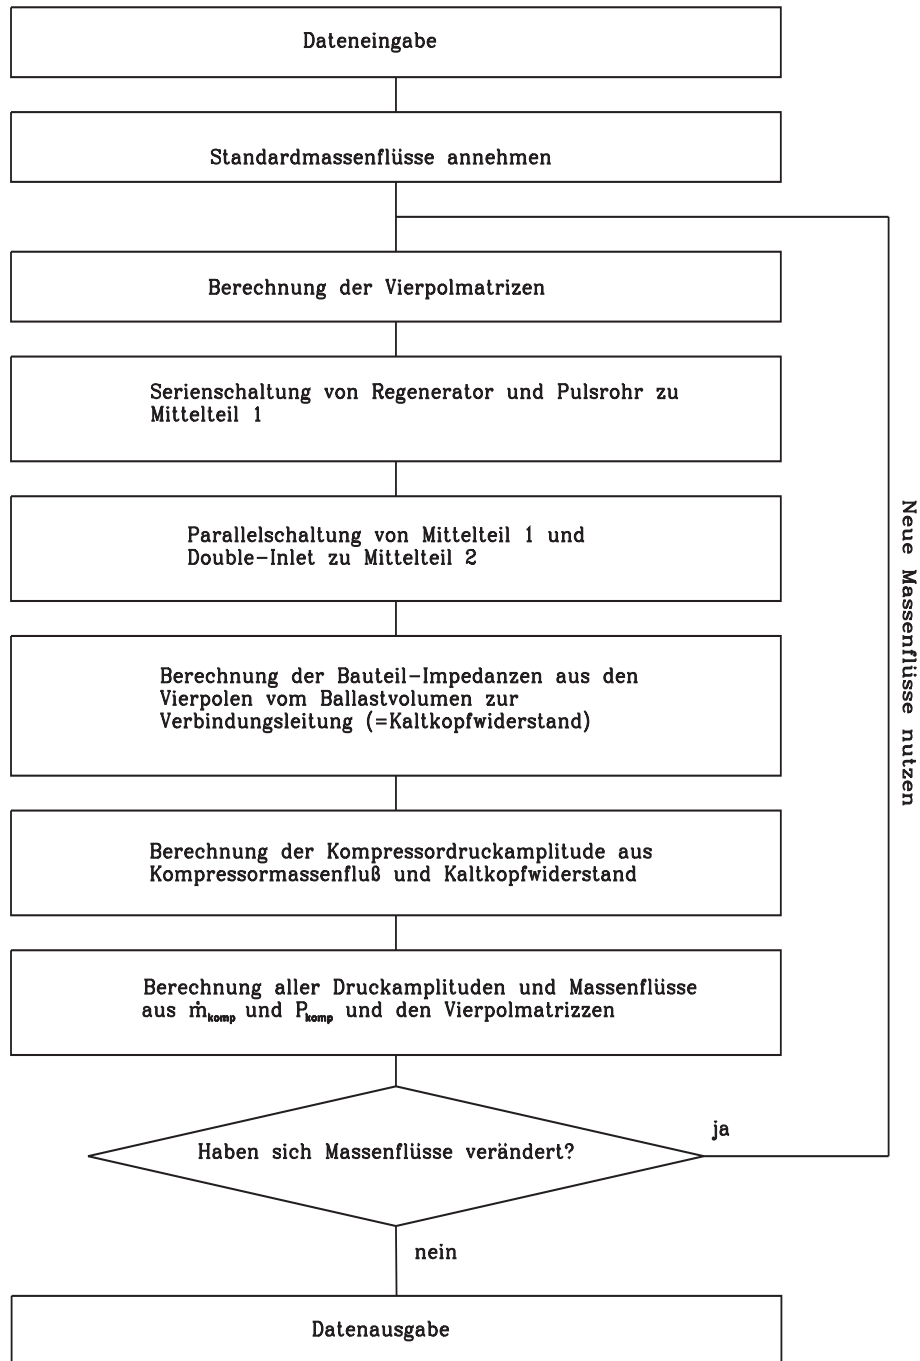 Dateneingabe
Standardmassenflüsse annehmen
Berechnung der Vierpolmatrizen
Serienschaltung von Regenerator und Pulsrohr zu
Mittelteil 1
Parallelschaltung von Mittelteil 1 und
Double-Inlet zu Mittelteil 2
Berechnung der Bauteil-Impedanzen aus den
Vierpolen vom Ballastvolumen zur
Verbindungsleitung (=Kaltkopfwiderstand)
Berechnung der Kompressordruckamplitude aus
Kompressormassenfluß und Kaltkopfwiderstand
Berechnung aller Druckamplituden und Massenflüsse
aus ṁkomp und Pkomp und den Vierpolmatrizzen
Haben sich Massenflüsse verändert?
ja
Neue Massenflüsse nutzen
nein
Datenausgabe